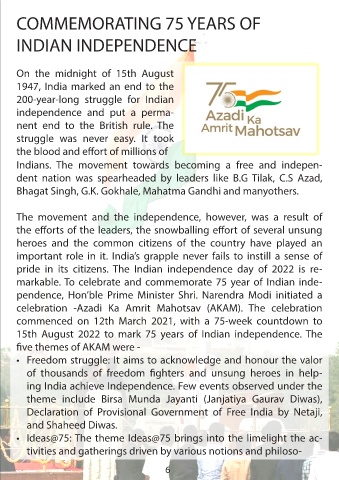 COMMEMORATING 75 YEARS OF
INDIAN INDEPENDENCE
On the midnight of 15th August
1947, India marked an end to the
200-year-long struggle for Indian
independence and put a perma-
nent end to the British rule. The
struggle was never easy. It took
the blood and effort of millions of
75
Azadi Ka
Amrit Mahotsav
Indians. The movement towards becoming a free and indepen-
dent nation was spearheaded by leaders like B.G Tilak, C.S Azad,
Bhagat Singh, G.K. Gokhale, Mahatma Gandhi and manyothers.
The movement and the independence, however, was a result of
the efforts of the leaders, the snowballing effort of several unsung
heroes and the common citizens of the country have played an
important role in it. India's grapple never fails to instill a sense of
pride in its citizens. The Indian independence day of 2022 is re-
markable. To celebrate and commemorate 75 year of Indian inde-
pendence, Hon'ble Prime Minister Shri. Narendra Modi initiated a
celebration -Azadi Ka Amrit Mahotsav (AKAM). The celebration
commenced on 12th March 2021, with a 75-week countdown to
15th August 2022 to mark 75 years of Indian independence. The
five themes of AKAM were -
• Freedom struggle: It aims to acknowledge and honour the valor
of thousands of freedom fighters and unsung heroes in help-
ing India achieve Independence. Few events observed under the
theme include Birsa Munda Jayanti (Janjatiya Gaurav Diwas),
Declaration of Provisional Government of Free India by Netaji,
and Shaheed Diwas.
• Ideas@75: The theme Ideas@75 brings into the limelight the ac-
tivities and gatherings driven by various notions and philoso-
6